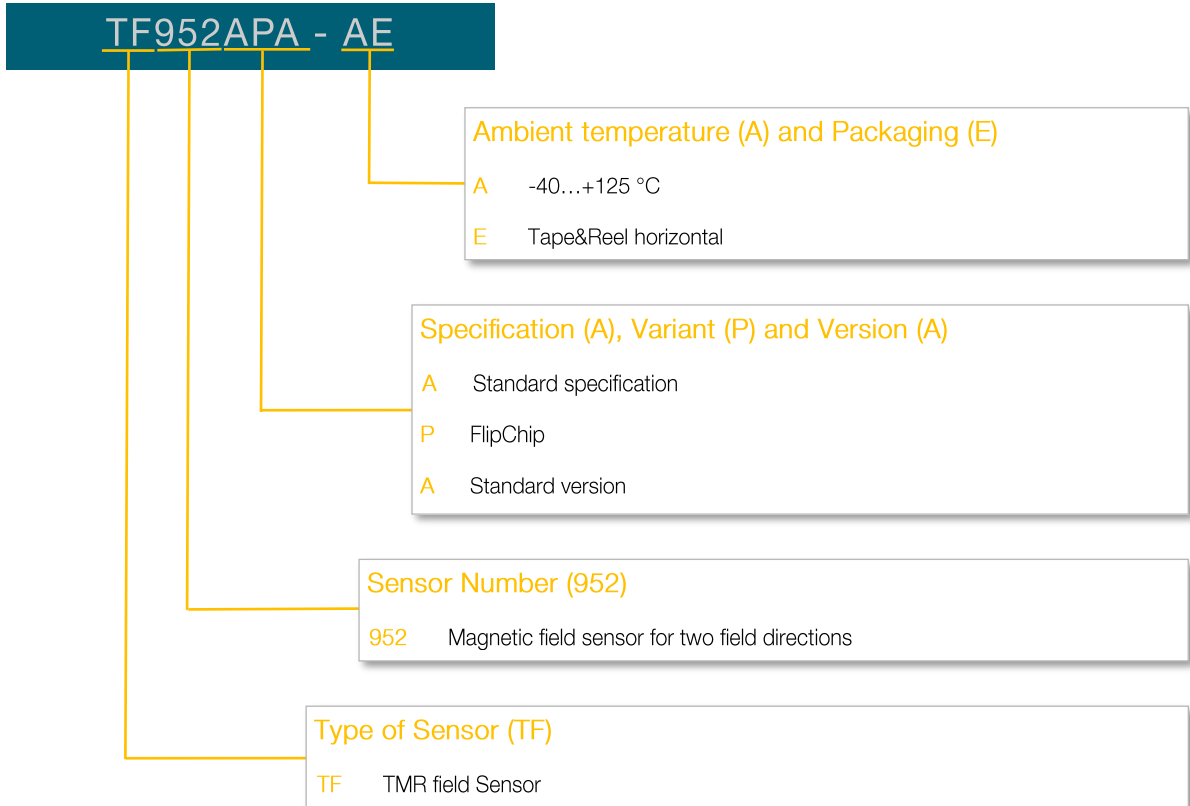 TF952APA - AE
Ambient temperature (A) and Packaging (E)
A -40…+125 °C
E Tape&Reel horizontal
Specification (A), Variant (P) and Version (A)
A Standard specification
P FlipChip
A Standard version
Sensor Number (952)
952 Magnetic field sensor for two field directions
Type of Sensor (TF)
TF TMR field Sensor